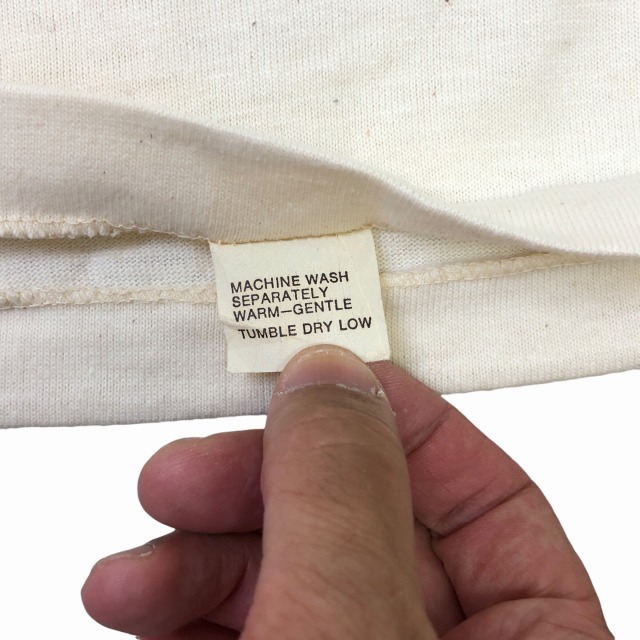 MACHINE WASH
SEPARATELY
WARM—GENTLE
TUMBLE DRY LOW